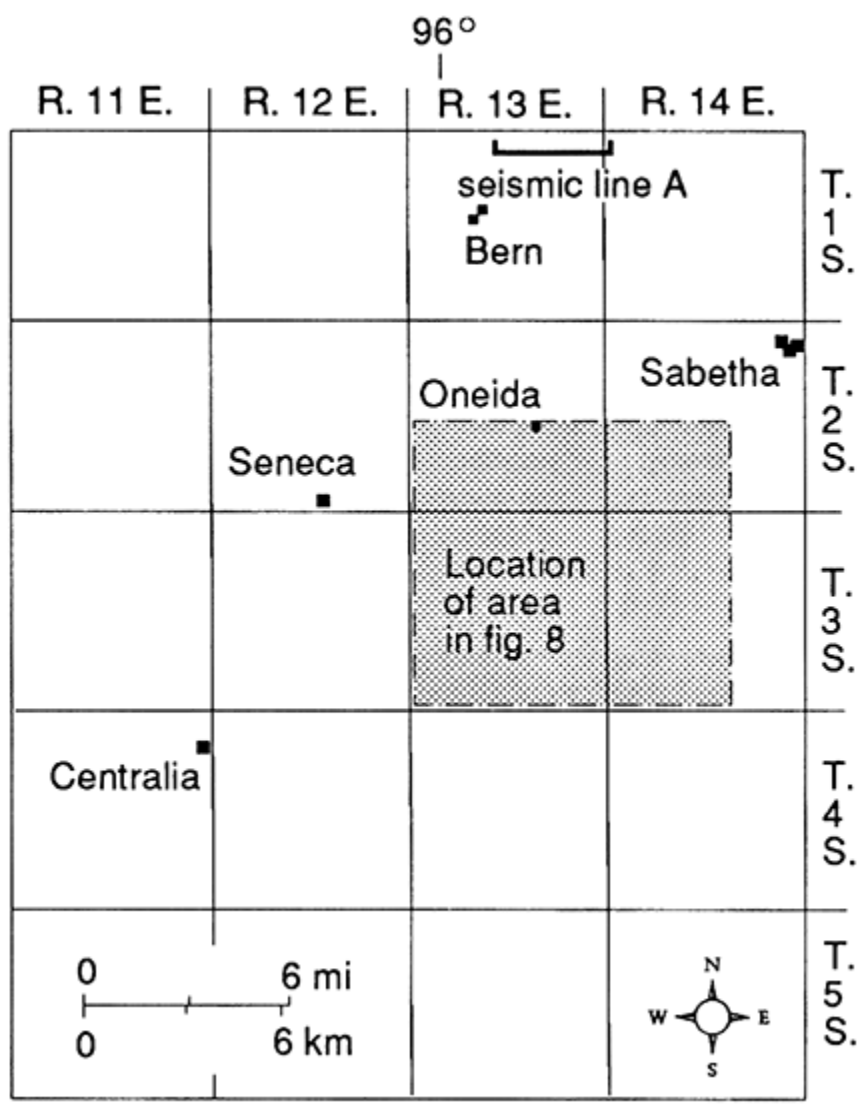 96°
R. 11 E. R. 12 E. R. 13 E. R. 14 E.
seismic line A
Bern
T.
1
S.
Sabetha
Oneida
T.
2
S.
Seneca
Location
of area
in fig. 8
T.
3
S.
Centralia
T.
4
S.
0 6 mi
0 6 km
N
W E
S
T.
5
S.